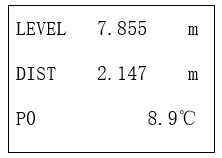 LEVEL 7.855 m
DIST 2.147 m
P0 8.9℃